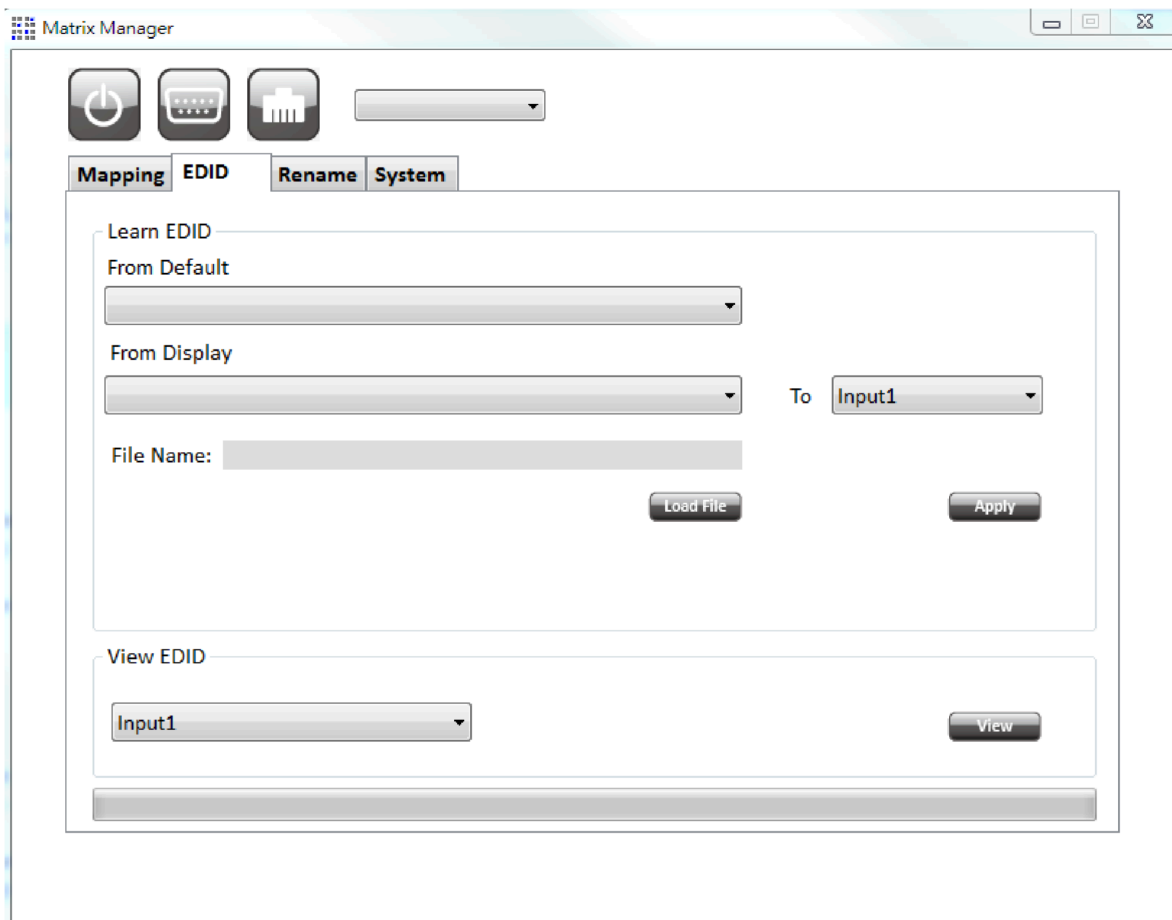 Matrix Manager
Mapping EDID Rename System
Learn EDID
From Default
From Display
To Input1
File Name:
Load File Apply
View EDID
Input1 View